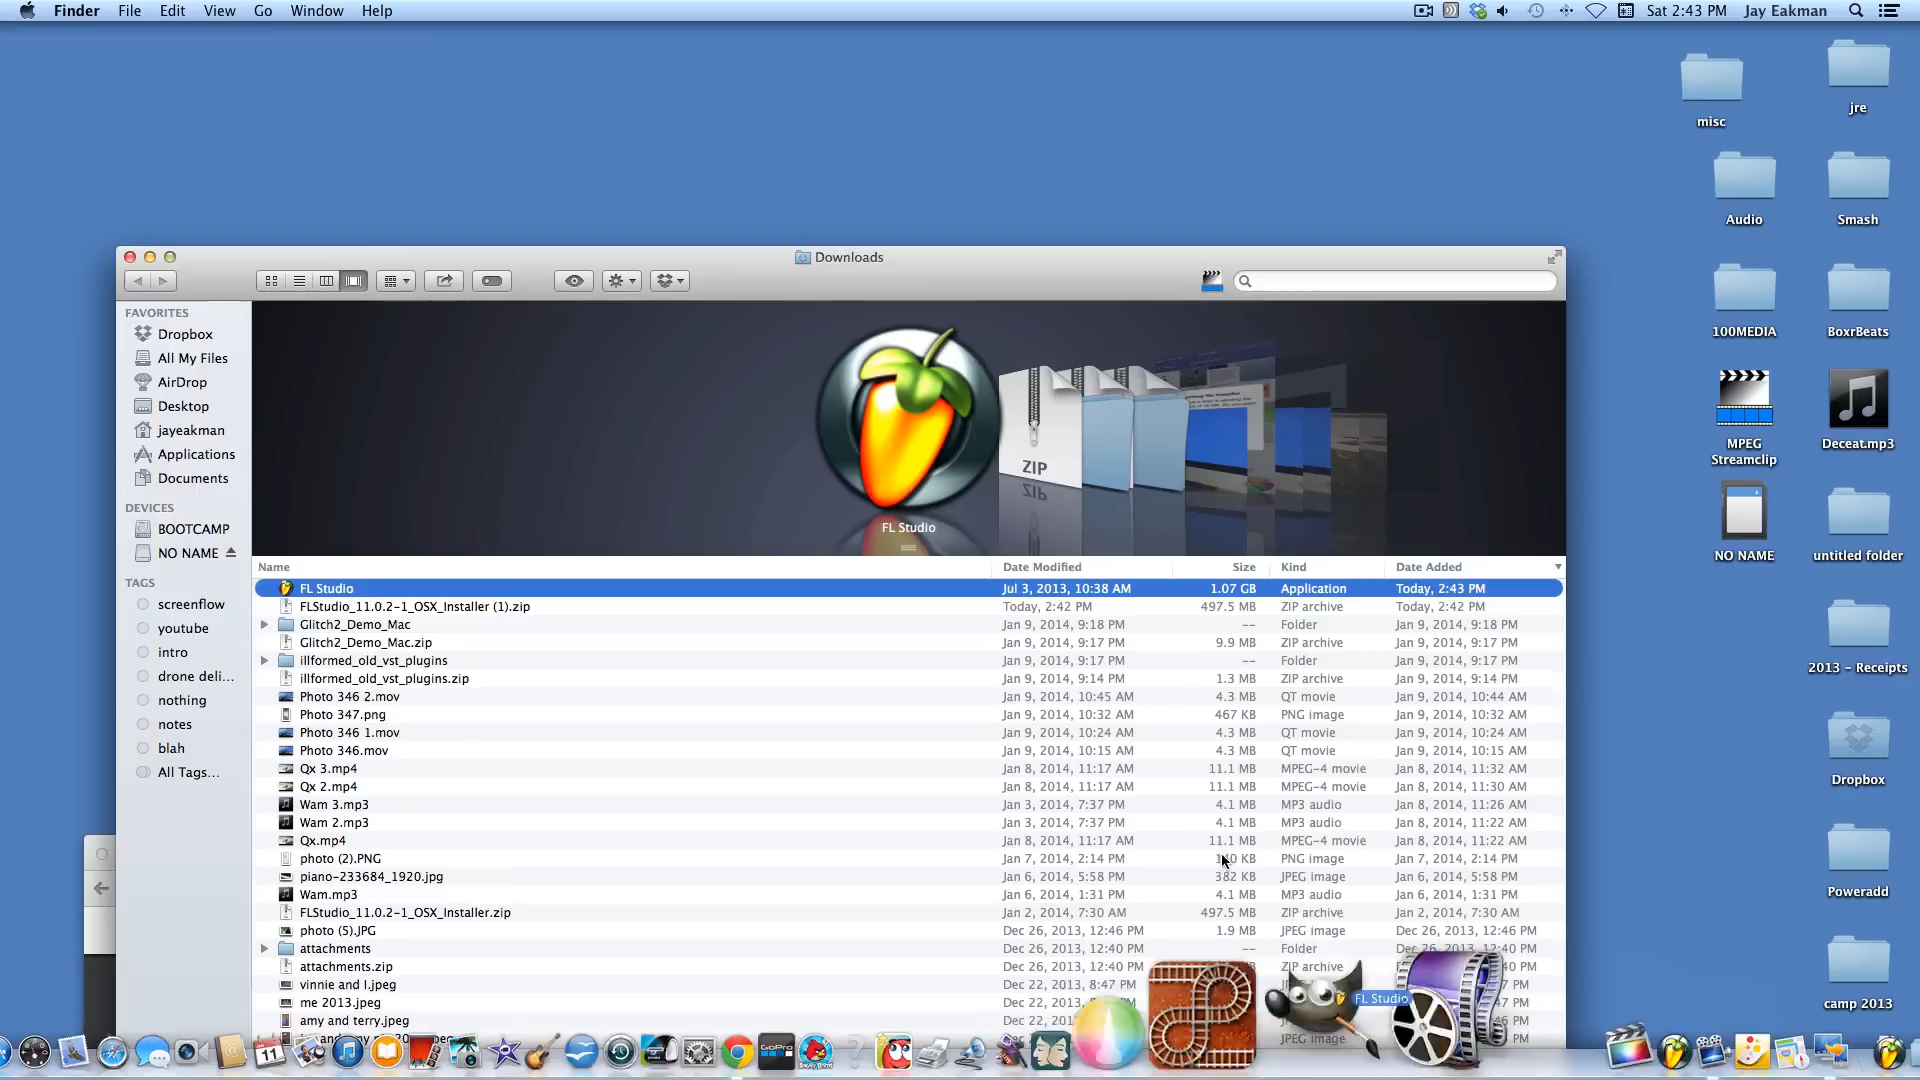 Finder File Edit View Go Window Help
Sat 2:43 PM Jay Eakman
Downloads
misc
jre
Audio
Smash
100MEDIA
BoxrBeats
MPEG
Streamclip
Deceat.mp3
NO NAME
untitled folder
2013 - Receipts
Dropbox
Poweradd
camp 2013
FAVORITES
Dropbox
All My Files
AirDrop
Desktop
jayeakman
Applications
Documents
DEVICES
BOOTCAMP
NO NAME
TAGS
screenflow
youtube
intro
drone deli...
nothing
notes
blah
All Tags...
ZIP
FL Studio
Name Date Modified Size Kind Date Added
FL Studio Jul 3, 2013, 10:38 AM 1.07 GB Application Today, 2:43 PM
FLStudio_11.0.2-1_OSX_Installer (1).zip Today, 2:42 PM 497.5 MB ZIP archive Today, 2:42 PM
Glitch2_Demo_Mac Jan 9, 2014, 9:18 PM -- Folder Jan 9, 2014, 9:18 PM
Glitch2_Demo_Mac.zip Jan 9, 2014, 9:17 PM 9.9 MB ZIP archive Jan 9, 2014, 9:17 PM
illformed_old_vst_plugins Jan 9, 2014, 9:17 PM -- Folder Jan 9, 2014, 9:17 PM
illformed_old_vst_plugins.zip Jan 9, 2014, 9:14 PM 1.3 MB ZIP archive Jan 9, 2014, 9:14 PM
Photo 346 2.mov Jan 9, 2014, 10:45 AM 4.3 MB QT movie Jan 9, 2014, 10:44 AM
Photo 347.png Jan 9, 2014, 10:32 AM 467 KB PNG image Jan 9, 2014, 10:32 AM
Photo 346 1.mov Jan 9, 2014, 10:24 AM 4.3 MB QT movie Jan 9, 2014, 10:24 AM
Photo 346.mov Jan 9, 2014, 10:15 AM 4.3 MB QT movie Jan 9, 2014, 10:15 AM
Qx 3.mp4 Jan 8, 2014, 11:17 AM 11.1 MB MPEG-4 movie Jan 8, 2014, 11:32 AM
Qx 2.mp4 Jan 8, 2014, 11:17 AM 11.1 MB MPEG-4 movie Jan 8, 2014, 11:30 AM
Wam 3.mp3 Jan 3, 2014, 7:37 PM 4.1 MB MP3 audio Jan 8, 2014, 11:26 AM
Wam 2.mp3 Jan 3, 2014, 7:37 PM 4.1 MB MP3 audio Jan 8, 2014, 11:22 AM
Qx.mp4 Jan 8, 2014, 11:17 AM 11.1 MB MPEG-4 movie Jan 8, 2014, 11:22 AM
photo (2).PNG Jan 7, 2014, 2:14 PM KB PNG image Jan 7, 2014, 2:14 PM
piano-233684_1920.jpg Jan 6, 2014, 5:58 PM 382 KB JPEG image Jan 6, 2014, 5:58 PM
Wam.mp3 Jan 6, 2014, 1:31 PM 4.1 MB MP3 audio Jan 6, 2014, 1:31 PM
FLStudio_11.0.2-1_OSX_Installer.zip Jan 2, 2014, 7:30 AM 497.5 MB ZIP archive Jan 2, 2014, 7:30 AM
photo (5).JPG Dec 26, 2013, 12:46 PM 1.9 MB JPEG image Dec 26, 2013, 12:46 PM
attachments Dec 26, 2013, 12:40 PM -- Folder Dec 26, 2013, 12:40 PM
attachments.zip Dec 26, 2013, 12:40 PM ZIP archive PM
vinnie and I.jpeg Dec 22, 2013, 8:47 PM PM
me 2013.jpeg Dec 22, 2013, PM
amy and terry.jpeg Dec 22, PM
JPEG image PM
FL Studio
11
GoPro